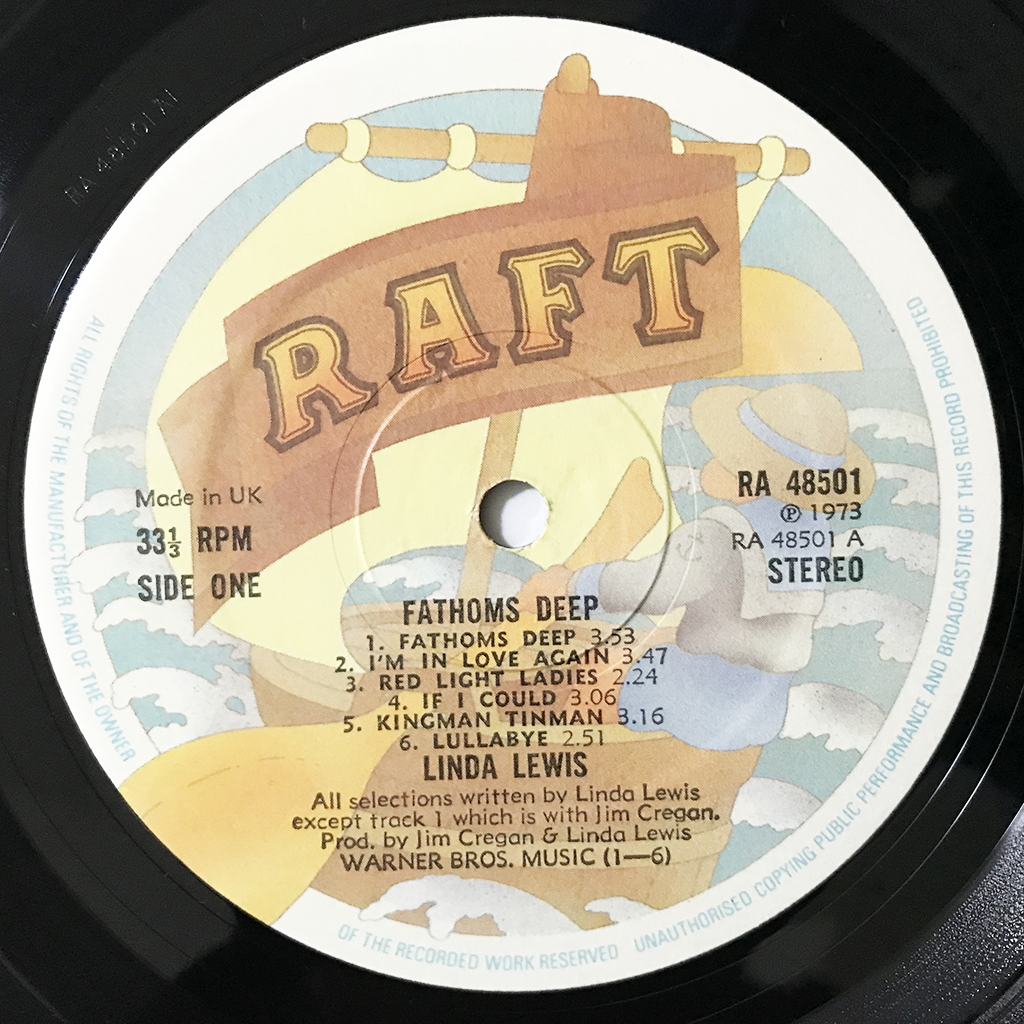 RA 48501 A1
RAFT
Made in UK
33⅓ RPM
SIDE ONE
RA 48501
℗ 1973
RA 48501 A
STEREO
FATHOMS DEEP
1. FATHOMS DEEP 3.53
2. I'M IN LOVE AGAIN 3.47
3. RED LIGHT LADIES 2.24
4. IF I COULD 3.06
5. KINGMAN TINMAN 3.16
6. LULLABYE 2.51
LINDA LEWIS
All selections written by Linda Lewis
except track 1 which is with Jim Cregan.
Prod. by Jim Cregan & Linda Lewis
WARNER BROS. MUSIC (1—6)
ALL RIGHTS OF THE MANUFACTURER AND OF THE OWNER OF THE RECORDED WORK RESERVED UNAUTHORISED COPYING PUBLIC PERFORMANCE AND BROADCASTING OF THIS RECORD PROHIBITED